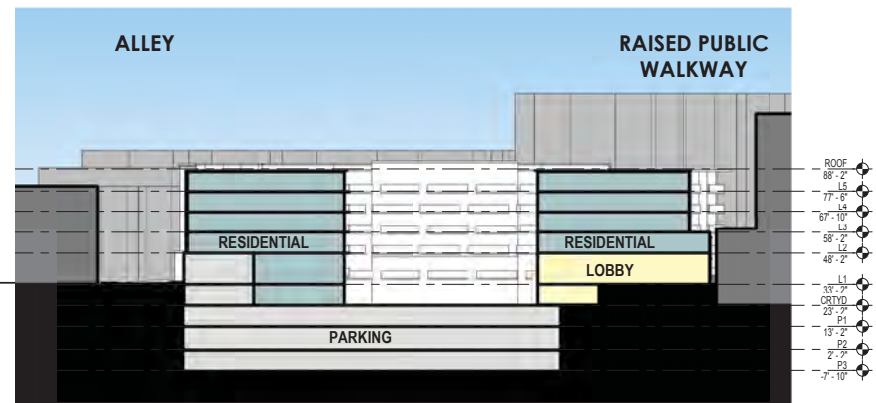 ALLEY
RAISED PUBLIC
WALKWAY
ROOF
88' - 2"
L5
77' - 6"
L4
67' - 10"
L3
58' - 2"
L2
48' - 2"
L1
33' - 2"
CRTYD
23' - 2"
P1
13' - 2"
P2
2' - 2"
P3
-7' - 10"
RESIDENTIAL
RESIDENTIAL
LOBBY
PARKING